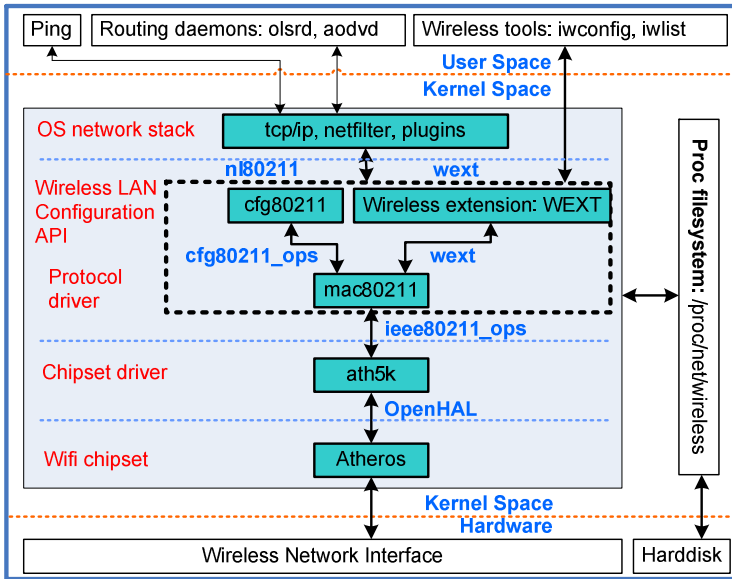 Ping
Routing daemons: olsrd, aodvd
Wireless tools: iwconfig, iwlist
User Space
Kernel Space
OS network stack
tcp/ip, netfilter, plugins
nl80211
wext
Wireless LAN
Configuration
API
cfg80211
Wireless extension: WEXT
cfg80211_ops
wext
Protocol
driver
mac80211
ieee80211_ops
Chipset driver
ath5k
OpenHAL
Wifi chipset
Atheros
Proc filesystem: /proc/net/wireless
Kernel Space
Hardware
Wireless Network Interface
Harddisk